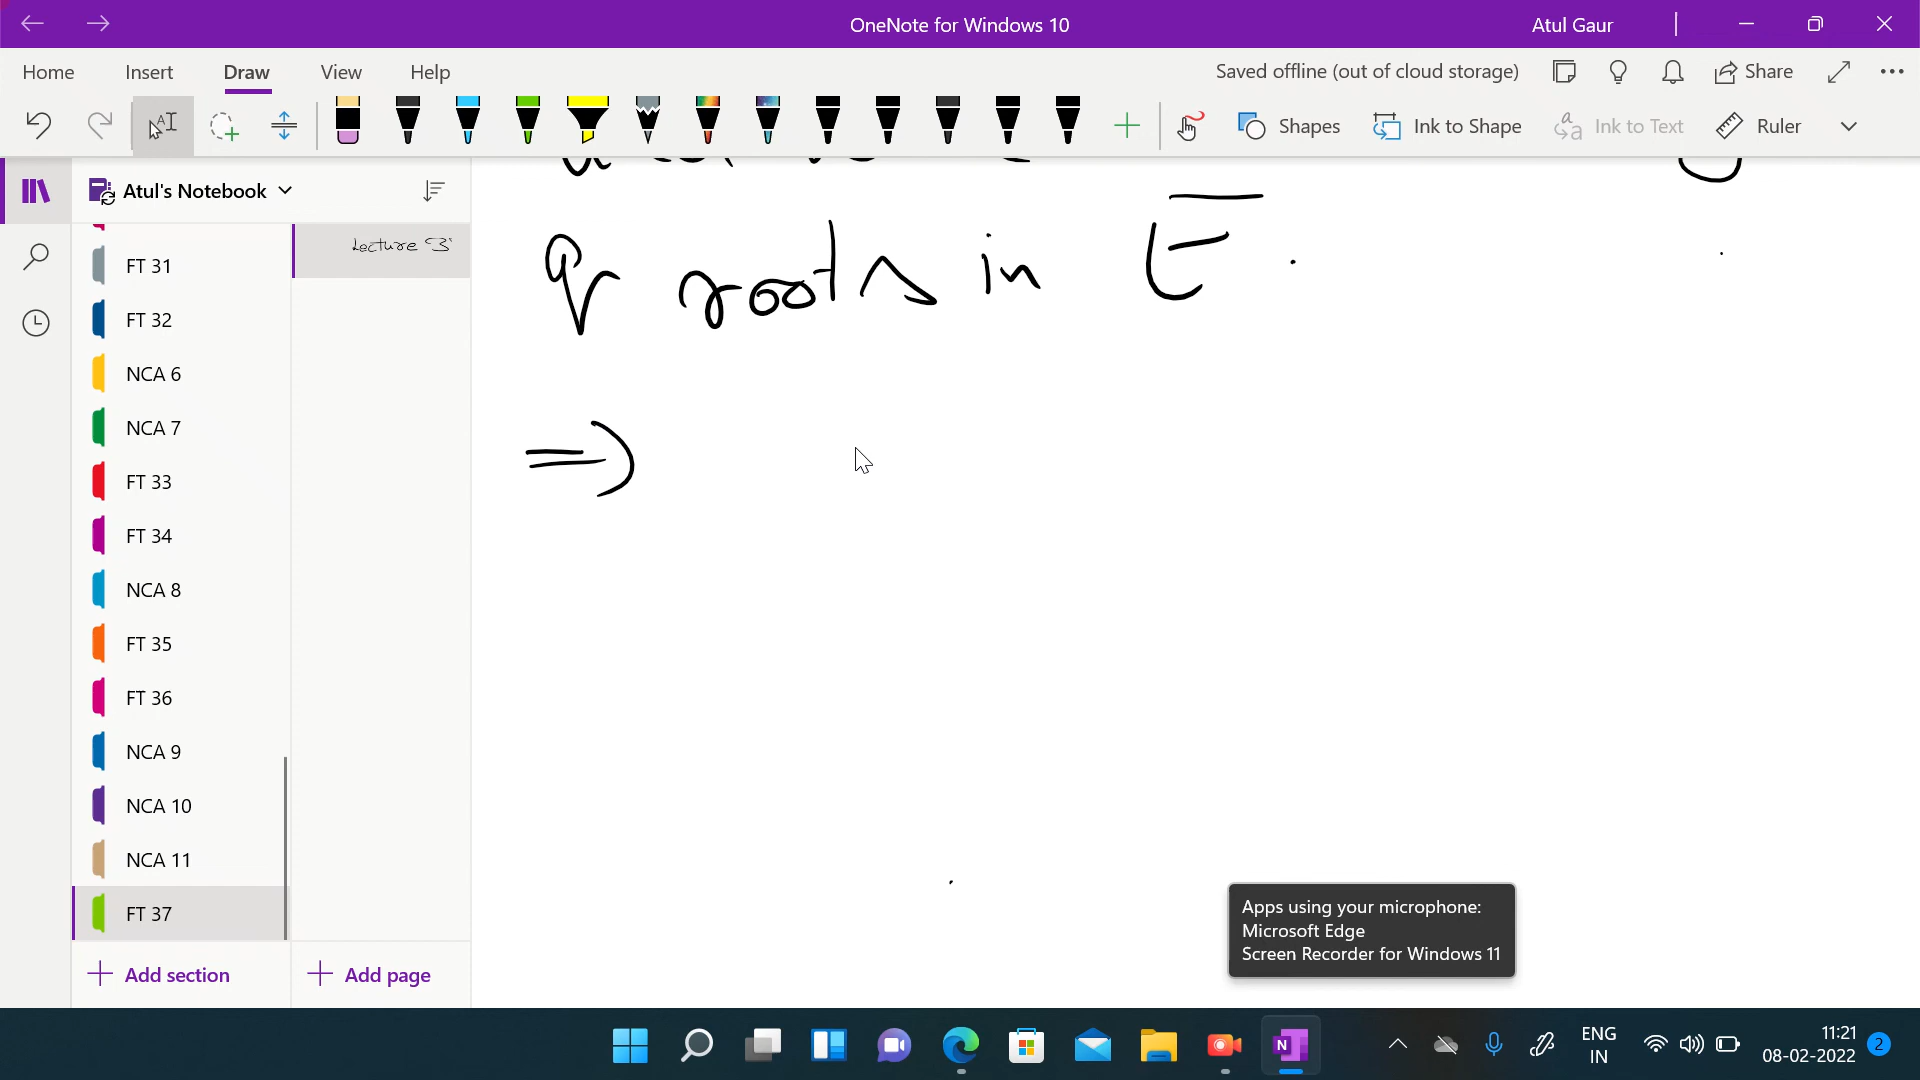 OneNote for Windows 10
Atul Gaur
Home Insert Draw View Help
Saved offline (out of cloud storage)
Share
Shapes
Ink to Shape
Ink to Text
Ruler
Atul's Notebook
Lecture 3
FT 31
FT 32
NCA 6
NCA 7
FT 33
FT 34
NCA 8
FT 35
FT 36
NCA 9
NCA 10
NCA 11
FT 37
Add section
Add page
q roots in E̅ .
⇒
Apps using your microphone:
Microsoft Edge
Screen Recorder for Windows 11
ENG
IN
11:21
08-02-2022
2